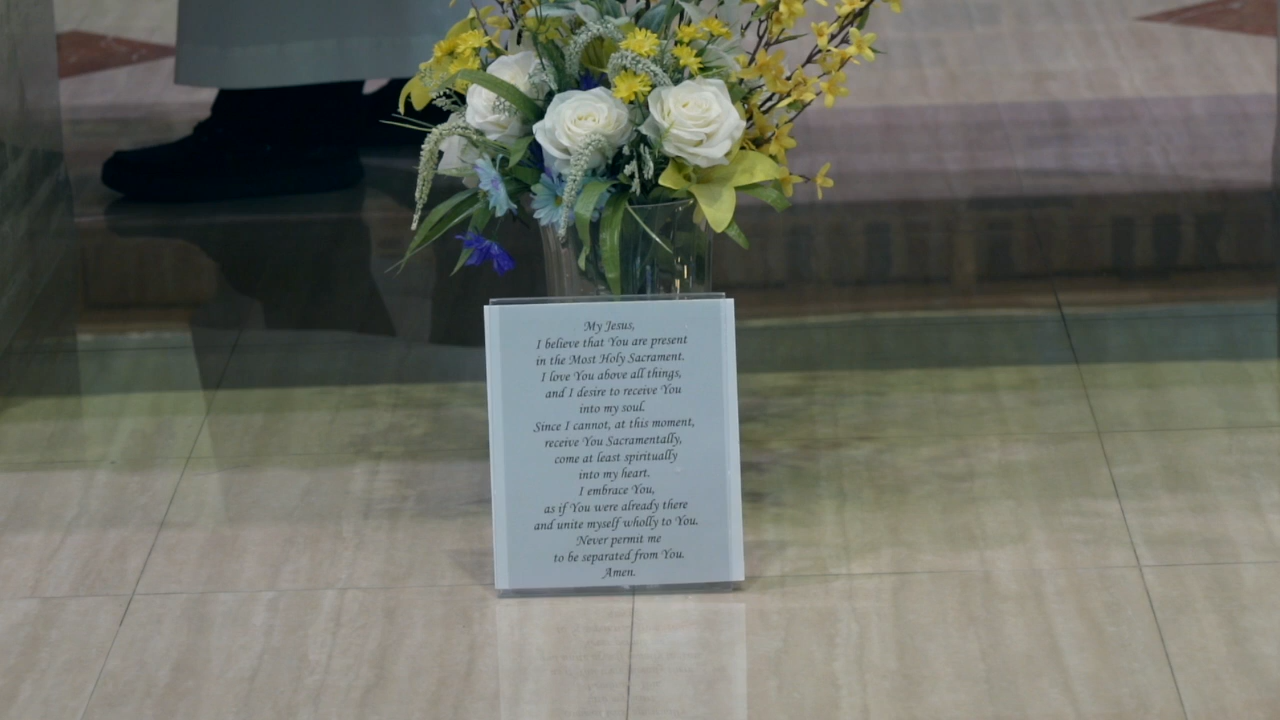 My Jesus,
I believe that You are present
in the Most Holy Sacrament.
I love You above all things,
and I desire to receive You
into my soul.
Since I cannot, at this moment,
receive You Sacramentally,
come at least spiritually
into my heart.
I embrace You,
as if You were already there
and unite myself wholly to You.
Never permit me
to be separated from You.
Amen.